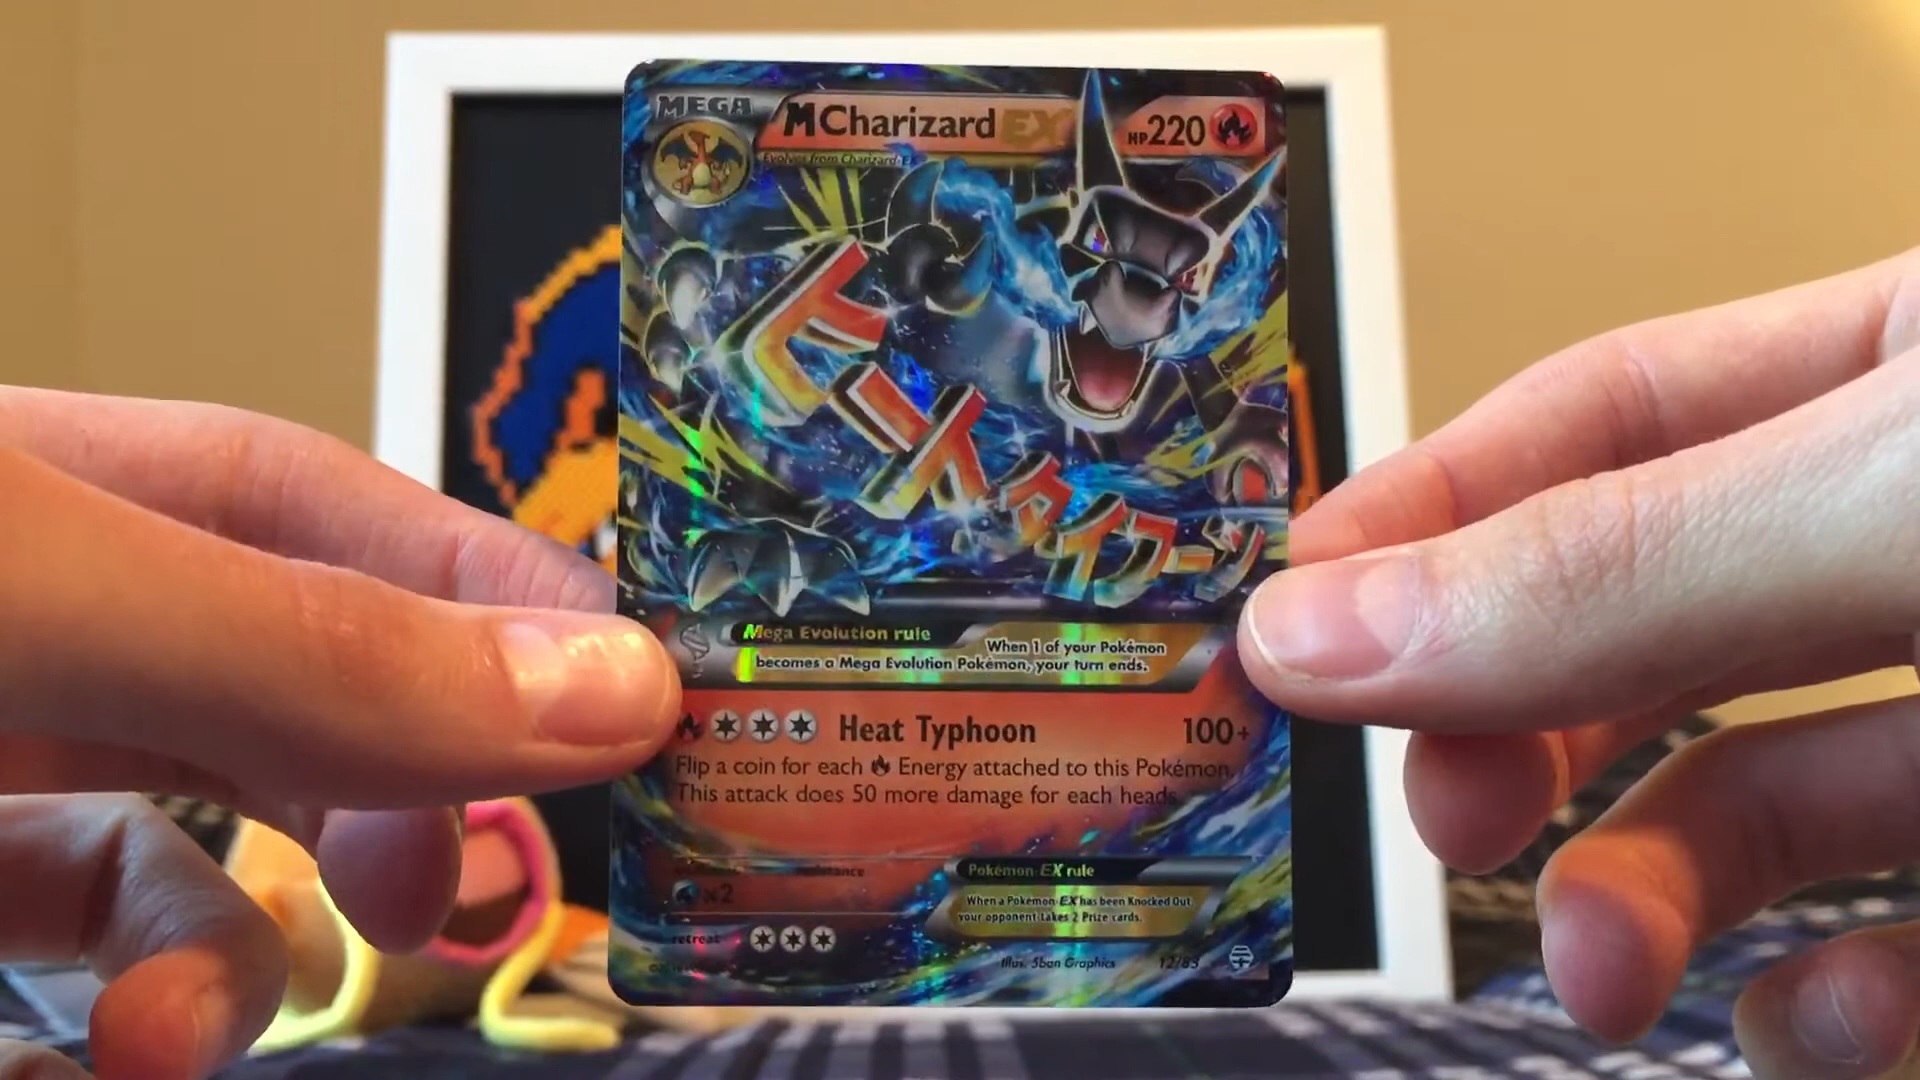 MEGA
MCharizard EX
HP220
Evolves from Charizard-EX
ヒートタイフーン
Mega Evolution rule
When 1 of your Pokémon
becomes a Mega Evolution Pokémon, your turn ends.
Heat Typhoon 100+
Flip a coin for each Energy attached to this Pokémon.
This attack does 50 more damage for each heads.
resistance
×2
Pokémon-EX rule
When a Pokémon-EX has been Knocked Out,
your opponent takes 2 Prize cards.
retreat
Illus. 5ban Graphics
12/83